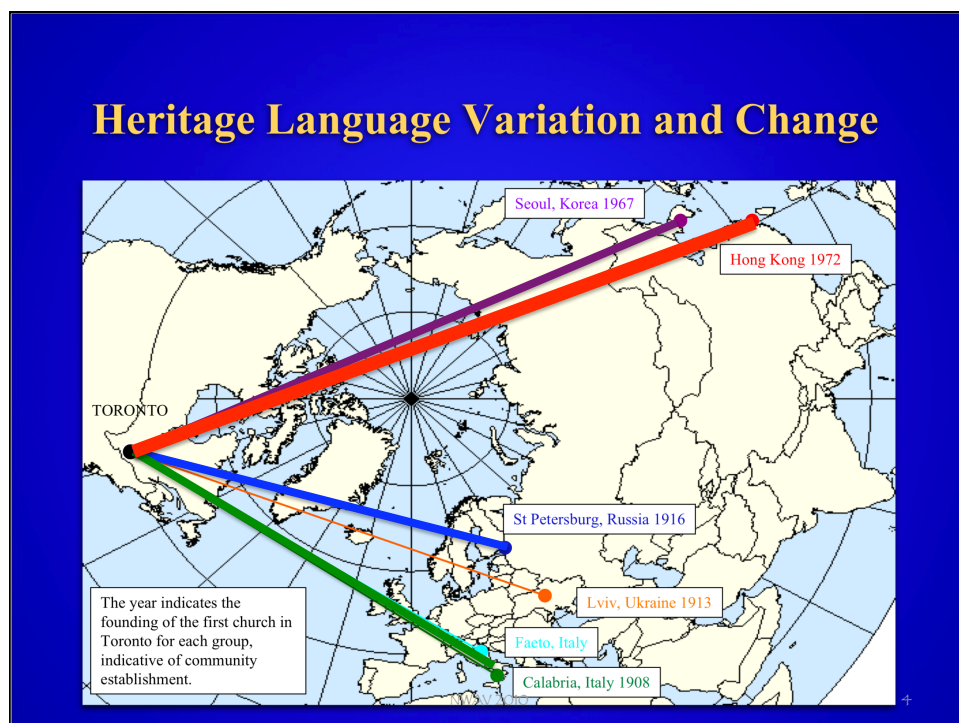 Heritage Language Variation and Change
Seoul, Korea 1967
Hong Kong 1972
TORONTO
St Petersburg, Russia 1916
Lviv, Ukraine 1913
Faeto, Italy
Calabria, Italy 1908
The year indicates the
founding of the first church in
Toronto for each group,
indicative of community
establishment.
NWAV 2010
4